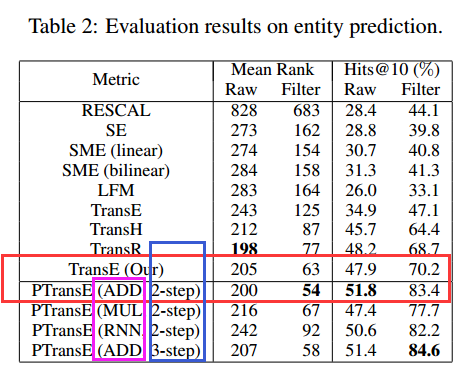 Table 2: Evaluation results on entity prediction.
Metric Mean Rank Hits@10 (%)
Raw Filter Raw Filter
RESCAL 828 683 28.4 44.1
SE 273 162 28.8 39.8
SME (linear) 274 154 30.7 40.8
SME (bilinear) 284 158 31.3 41.3
LFM 283 164 26.0 33.1
TransE 243 125 34.9 47.1
TransH 212 87 45.7 64.4
TransR 198 77 48.2 68.7
TransE (Our) 205 63 47.9 70.2
PTransE (ADD, 2-step) 200 54 51.8 83.4
PTransE (MUL, 2-step) 216 67 47.4 77.7
PTransE (RNN, 2-step) 242 92 50.6 82.2
PTransE (ADD, 3-step) 207 58 51.4 84.6